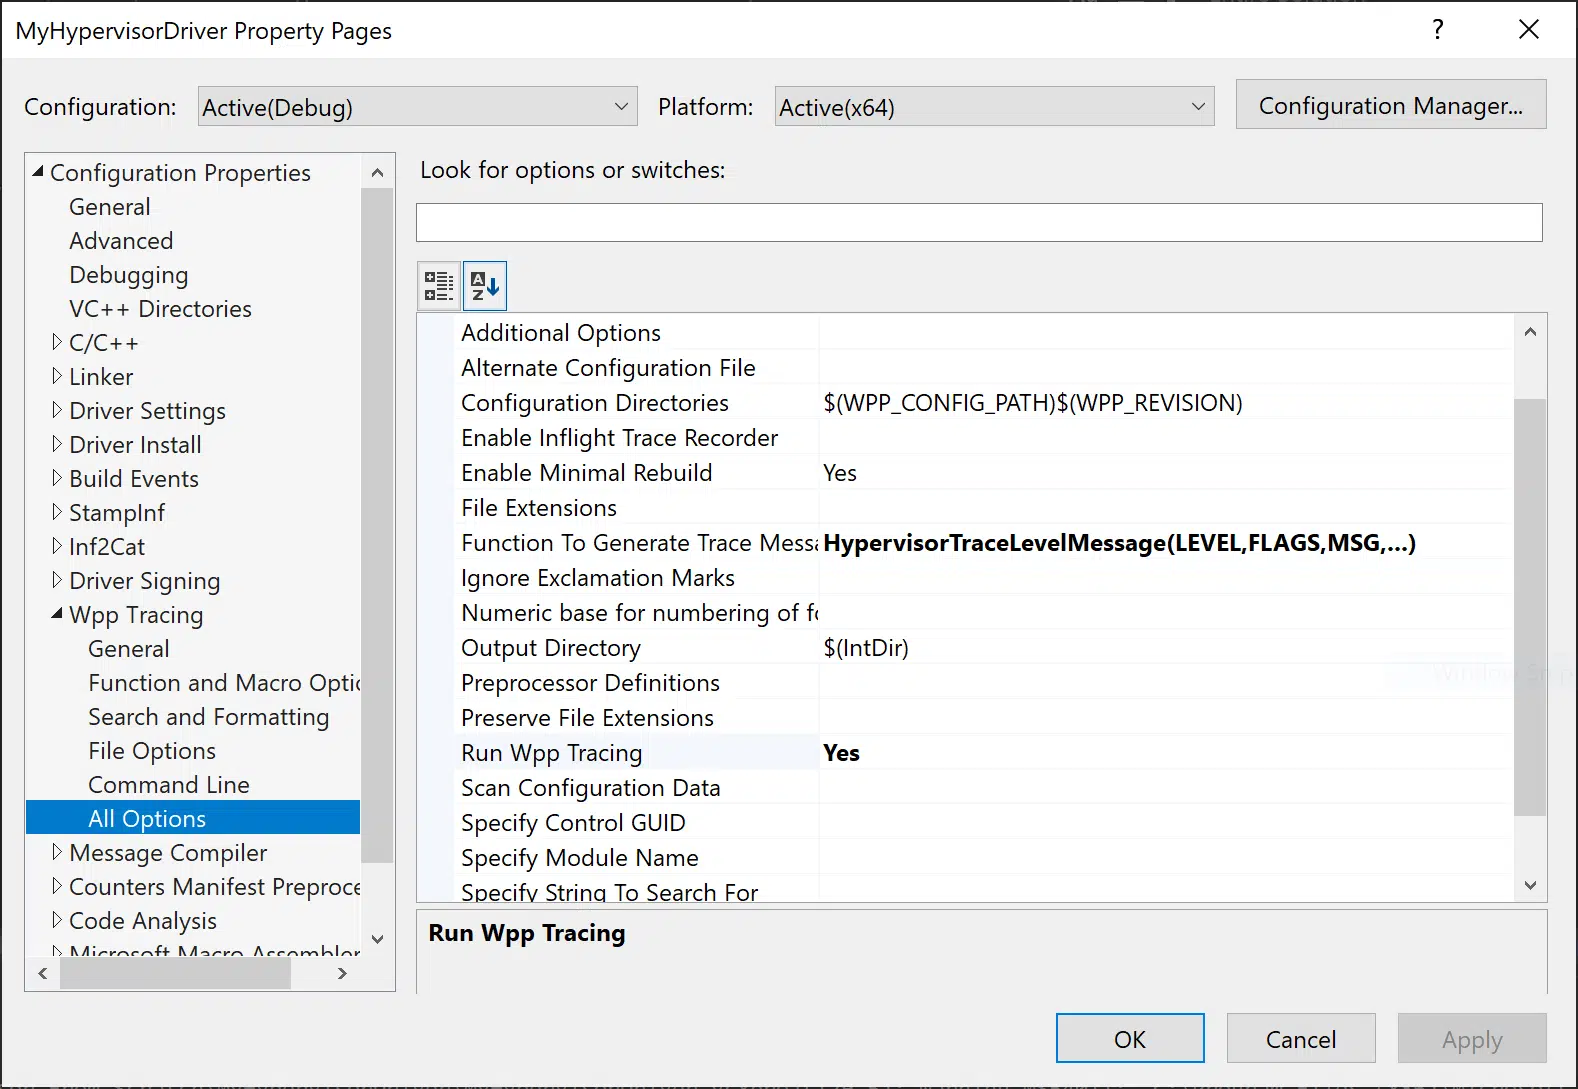 MyHypervisorDriver Property Pages
?
Configuration: Active(Debug) Platform: Active(x64) Configuration Manager...
Configuration Properties
General
Advanced
Debugging
VC++ Directories
C/C++
Linker
Driver Settings
Driver Install
Build Events
StampInf
Inf2Cat
Driver Signing
Wpp Tracing
General
Function and Macro Optic
Search and Formatting
File Options
Command Line
All Options
Message Compiler
Counters Manifest Preproce
Code Analysis
Microsoft Macro Assembler
Look for options or switches:
A
Z
Additional Options
Alternate Configuration File
Configuration Directories $(WPP_CONFIG_PATH)$(WPP_REVISION)
Enable Inflight Trace Recorder
Enable Minimal Rebuild Yes
File Extensions
Function To Generate Trace Messa HypervisorTraceLevelMessage(LEVEL,FLAGS,MSG,...)
Ignore Exclamation Marks
Numeric base for numbering of fo
Output Directory $(IntDir)
Preprocessor Definitions
Preserve File Extensions
Run Wpp Tracing Yes
Scan Configuration Data
Specify Control GUID
Specify Module Name
Specify String To Search For
Run Wpp Tracing
OK Cancel Apply